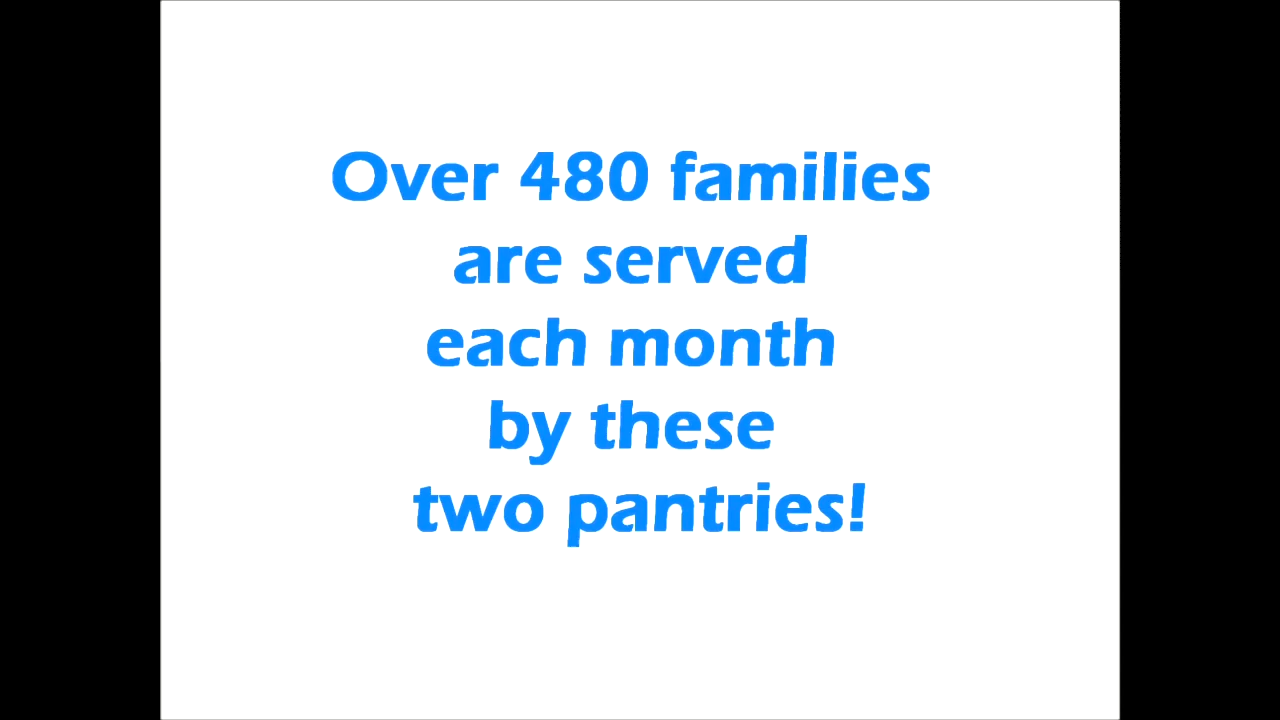 Over 480 families
are served
each month
by these
two pantries!